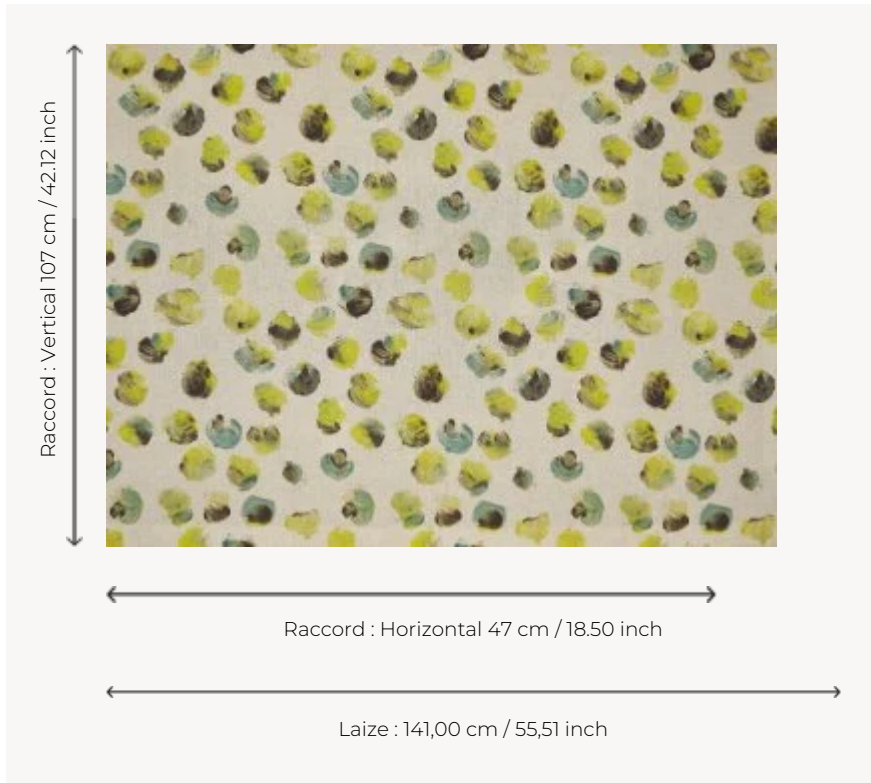 Raccord : Vertical 107 cm / 42.12 inch
Raccord : Horizontal 47 cm / 18.50 inch
Laize : 141,00 cm / 55,51 inch